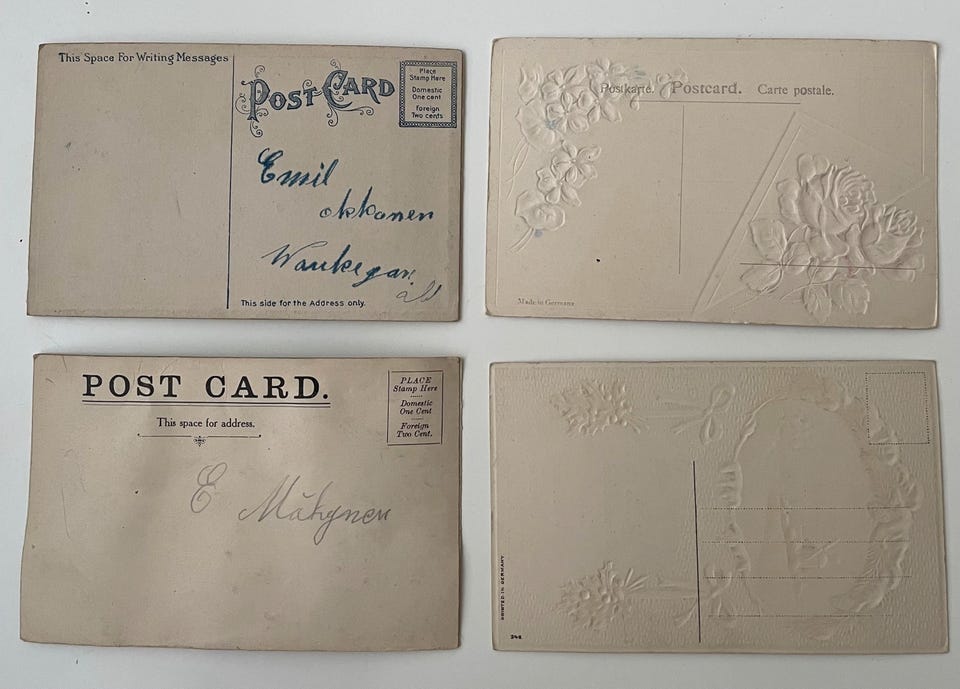 This Space For Writing Messages
POST CARD
Place
Stamp Here
Domestic
One cent
Foreign
Two cents
Emil
okkonen
Waukegan
This side for the Address only.
Postkarte. Postcard. Carte postale.
Made in Germany
POST CARD.
This space for address.
PLACE
Stamp Here
Domestic
One Cent
Foreign
Two Cent.
E
PRINTED IN GERMANY